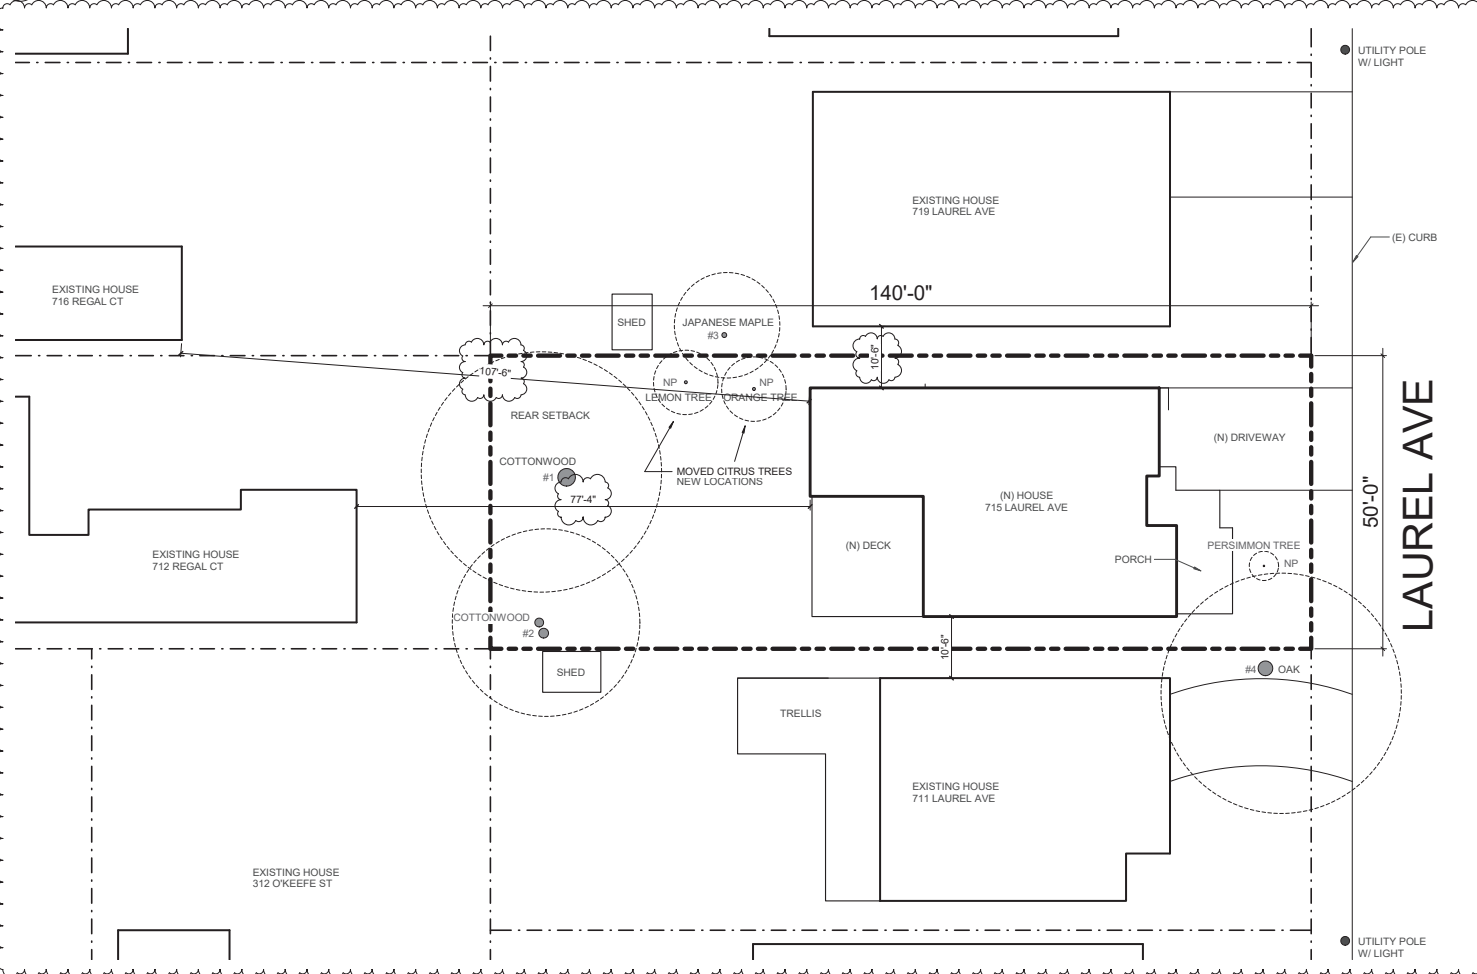 UTILITY POLE
W/ LIGHT
EXISTING HOUSE
719 LAUREL AVE
(E) CURB
EXISTING HOUSE
716 REGAL CT
140'-0"
SHED
JAPANESE MAPLE
#3
10'-6"
107'-6"
NP
NP
LEMON TREE
ORANGE TREE
REAR SETBACK
(N) DRIVEWAY
LAUREL AVE
COTTONWOOD
#1
MOVED CITRUS TREES
NEW LOCATIONS
77'-4"
(N) HOUSE
715 LAUREL AVE
50'-0"
EXISTING HOUSE
712 REGAL CT
(N) DECK
PERSIMMON TREE
PORCH
NP
COTTONWOOD
#2
10'-6"
SHED
#4
OAK
TRELLIS
EXISTING HOUSE
711 LAUREL AVE
EXISTING HOUSE
312 O'KEEFE ST
UTILITY POLE
W/ LIGHT